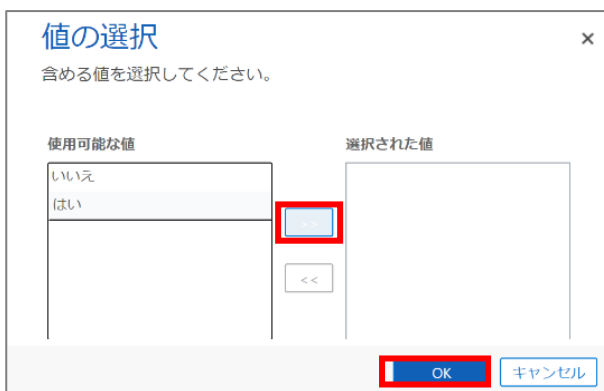 値の選択
×
含める値を選択してください。
使用可能な値
選択された値
いいえ
はい
>>
<<
OK
キャンセル